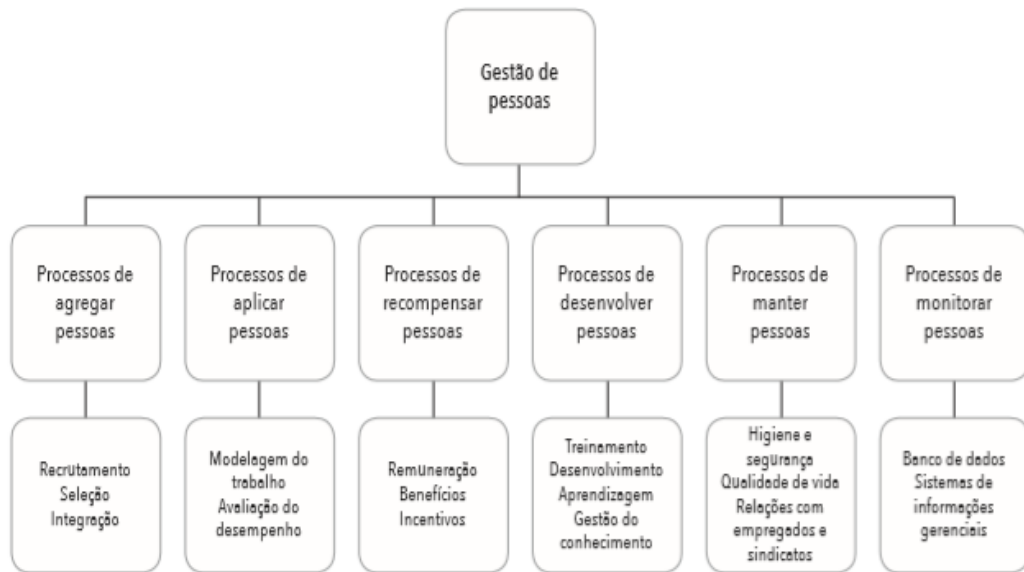 Gestão de
pessoas
Processos de
agregar
pessoas
Processos de
aplicar
pessoas
Processos de
recompensar
pessoas
Processos de
desenvolver
pessoas
Processos de
manter
pessoas
Processos de
monitorar
pessoas
Recrutamento
Seleção
Integração
Modelagem do
trabalho
Avaliação do
desempenho
Remuneração
Benefícios
Incentivos
Treinamento
Desenvolvimento
Aprendizagem
Gestão do
conhecimento
Higiene e
segurança
Qualidade de vida
Relações com
empregados e
sindicatos
Banco de dados
Sistemas de
informações
gerenciais